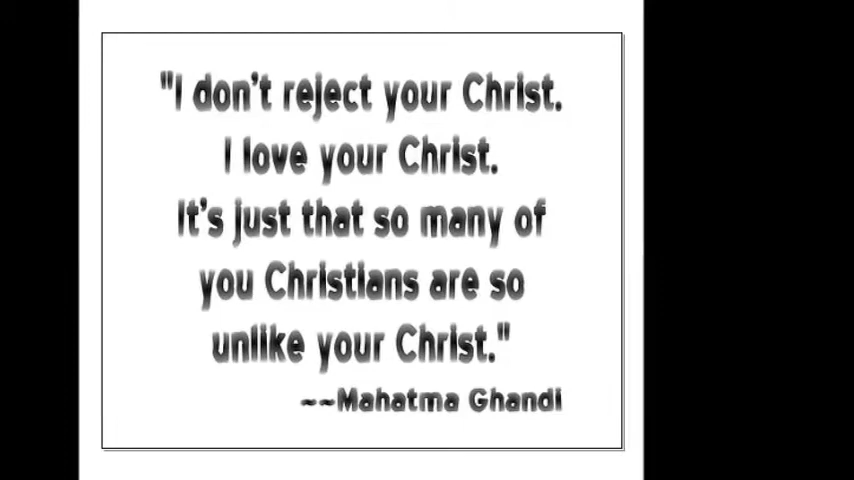 "I don't reject your Christ.
I love your Christ.
It's just that so many of
you Christians are so
unlike your Christ."
~~Mahatma Ghandi